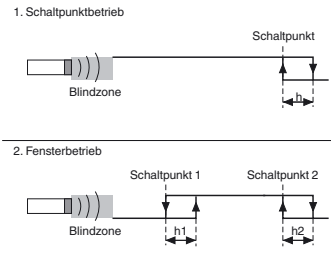 1. Schaltpunktbetrieb
Schaltpunkt
Blindzone
h
2. Fensterbetrieb
Schaltpunkt 1
Schaltpunkt 2
Blindzone
h1
h2